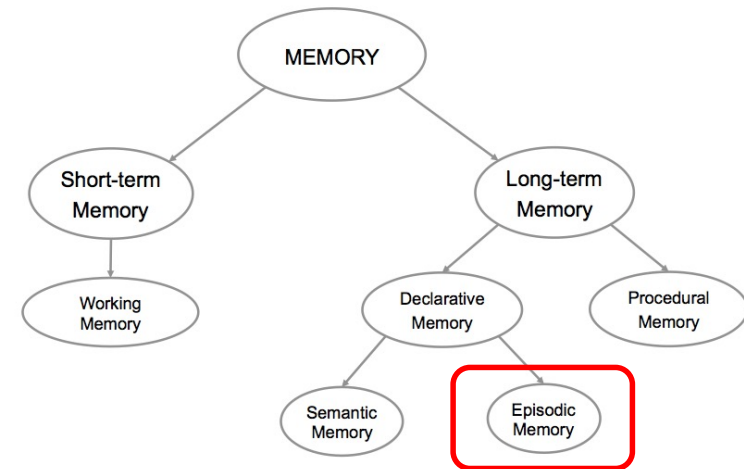 MEMORY
Short-term
Memory
Long-term
Memory
Working
Memory
Declarative
Memory
Procedural
Memory
Semantic
Memory
Episodic
Memory